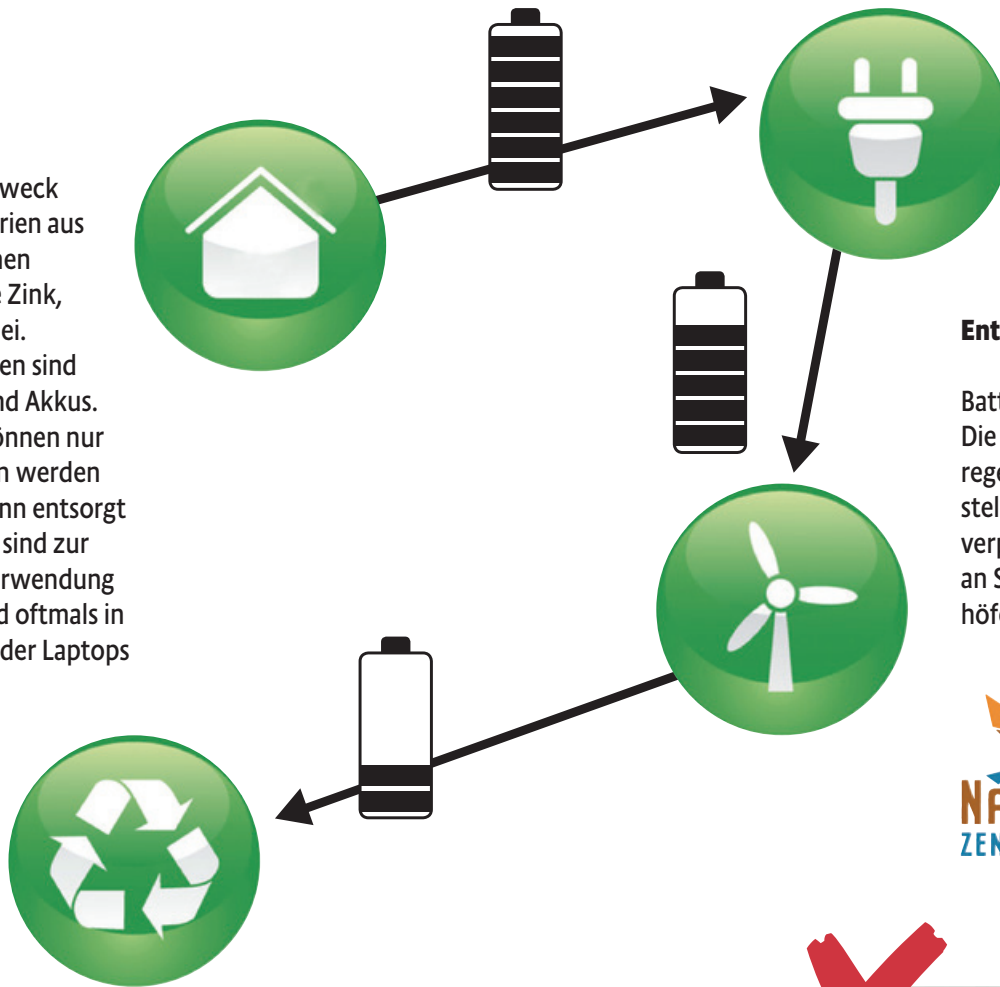 weck
rien aus
nen
e Zink,
ei.
en sind
nd Akkus.
önnen nur
n werden
nn entsorgt
sind zur
rwendung
d oftmals in
der Laptops
Ent
Batt
Die
rege
stel
verp
an S
höfe
NA
ZEN